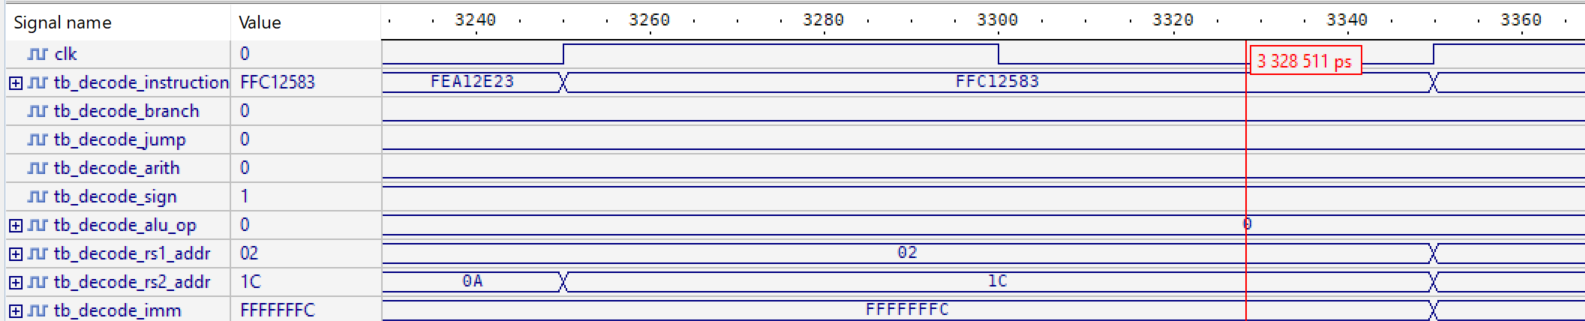 Signal name Value 3240 3260 3280 3300 3320 3340 3360
clk 0 3 328 511 ps
tb_decode_instruction FFC12583 FEA12E23 FFC12583
tb_decode_branch 0
tb_decode_jump 0
tb_decode_arith 0
tb_decode_sign 1
tb_decode_alu_op 0 0
tb_decode_rs1_addr 02 02
tb_decode_rs2_addr 1C 0A 1C
tb_decode_imm FFFFFFFC FFFFFFFC